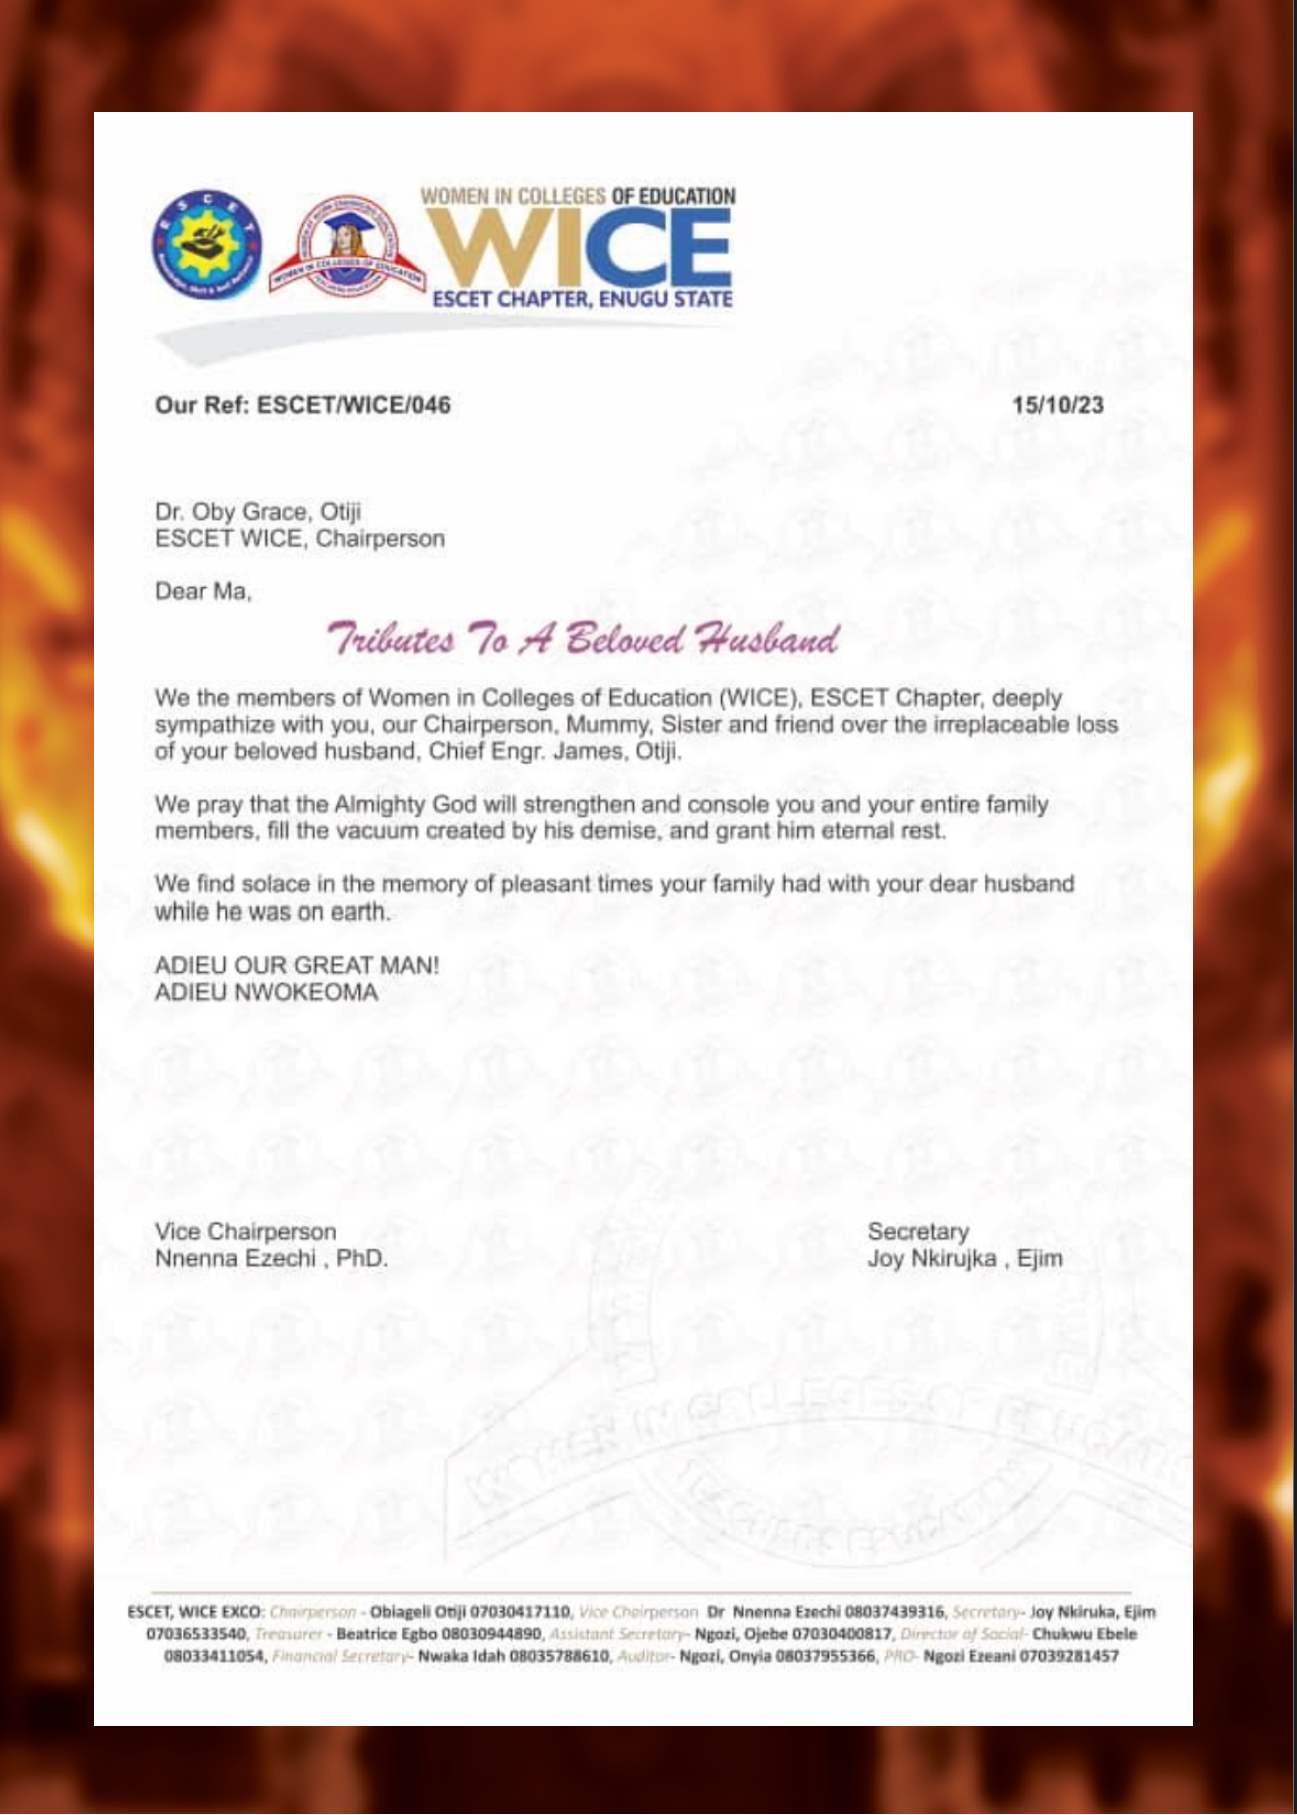 ESCET
WOMEN IN COLLEGES OF EDUCATION
WOMEN IN COLLEGES OF EDUCATION
WICE
ESCET CHAPTER, ENUGU STATE
Our Ref: ESCET/WICE/046 15/10/23
Dr. Oby Grace, Otiji
ESCET WICE, Chairperson
Dear Ma,
Tributes To A Beloved Husband
We the members of Women in Colleges of Education (WICE), ESCET Chapter, deeply
sympathize with you, our Chairperson, Mummy, Sister and friend over the irreplaceable loss
of your beloved husband, Chief Engr. James, Otiji.
We pray that the Almighty God will strengthen and console you and your entire family
members, fill the vacuum created by his demise, and grant him eternal rest.
We find solace in the memory of pleasant times your family had with your dear husband
while he was on earth.
ADIEU OUR GREAT MAN!
ADIEU NWOKEOMA
Vice Chairperson Secretary
Nnenna Ezechi , PhD. Joy Nkirujka , Ejim
WOMEN IN COLLEGES OF EDUCATIO
ESCET, WICE EXCO: Chairperson - Obiageli Otiji 07030417110, Vice Chairperson Dr Nnenna Ezechi 08037439316, Secretary- Joy Nkiruka, Ejim
07036533540, Treasurer - Beatrice Egbo 08030944890, Assistant Secretary- Ngozi, Ojebe 07030400817, Director of Social- Chukwu Ebele
08033411054, Financial Secretary- Nwaka Idah 08035788610, Auditor- Ngozi, Onyia 08037955366, PRO- Ngozi Ezeani 07039281457